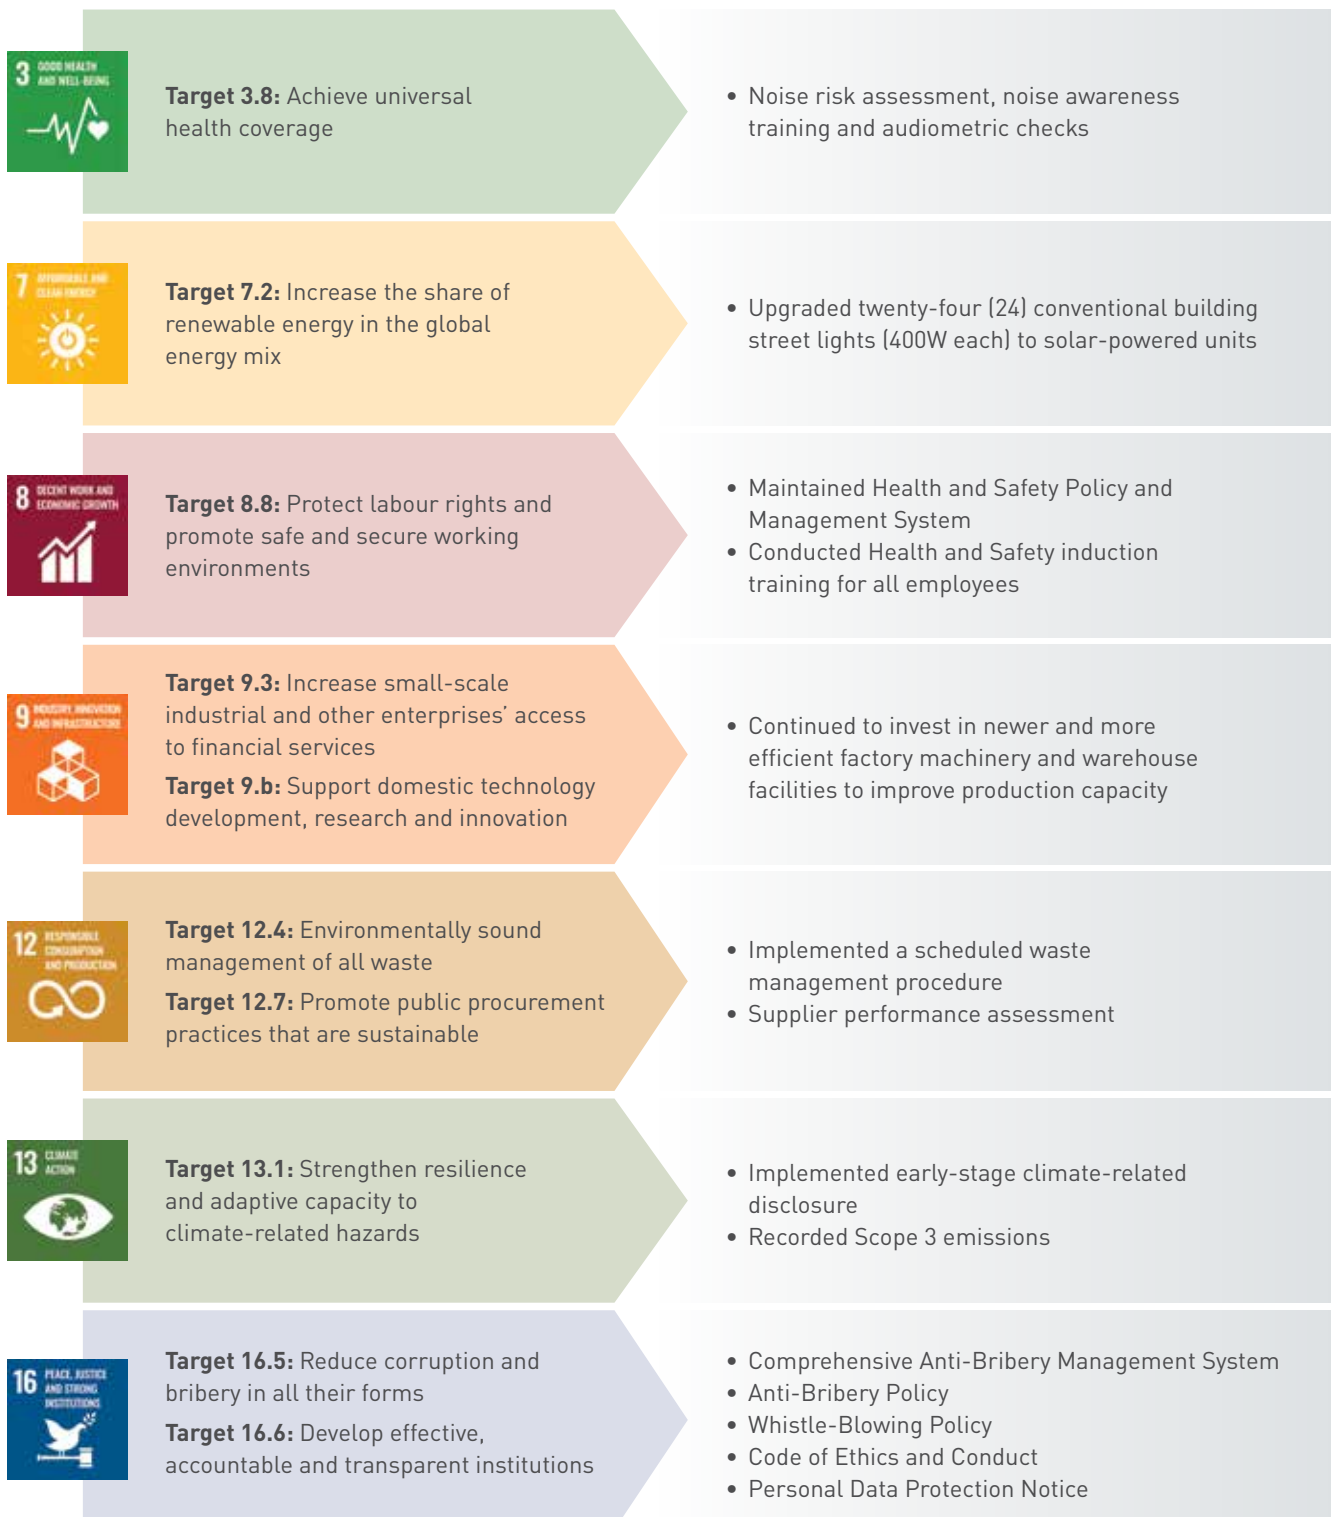 3 GOOD HEALTH
AND WELL-BEING
Target 3.8: Achieve universal
health coverage
• Noise risk assessment, noise awareness
training and audiometric checks
7 AFFORDABLE AND
CLEAN ENERGY
Target 7.2: Increase the share of
renewable energy in the global
energy mix
• Upgraded twenty-four (24) conventional building
street lights (400W each) to solar-powered units
8 DECENT WORK AND
ECONOMIC GROWTH
Target 8.8: Protect labour rights and
promote safe and secure working
environments
• Maintained Health and Safety Policy and
Management System
• Conducted Health and Safety induction
training for all employees
9 INDUSTRY, INNOVATION
AND INFRASTRUCTURE
Target 9.3: Increase small-scale
industrial and other enterprises’ access
to financial services
Target 9.b: Support domestic technology
development, research and innovation
• Continued to invest in newer and more
efficient factory machinery and warehouse
facilities to improve production capacity
12 RESPONSIBLE
CONSUMPTION
AND PRODUCTION
Target 12.4: Environmentally sound
management of all waste
Target 12.7: Promote public procurement
practices that are sustainable
• Implemented a scheduled waste
management procedure
• Supplier performance assessment
13 CLIMATE
ACTION
Target 13.1: Strengthen resilience
and adaptive capacity to
climate-related hazards
• Implemented early-stage climate-related
disclosure
• Recorded Scope 3 emissions
16 PEACE, JUSTICE
AND STRONG
INSTITUTIONS
Target 16.5: Reduce corruption and
bribery in all their forms
Target 16.6: Develop effective,
accountable and transparent institutions
• Comprehensive Anti-Bribery Management System
• Anti-Bribery Policy
• Whistle-Blowing Policy
• Code of Ethics and Conduct
• Personal Data Protection Notice